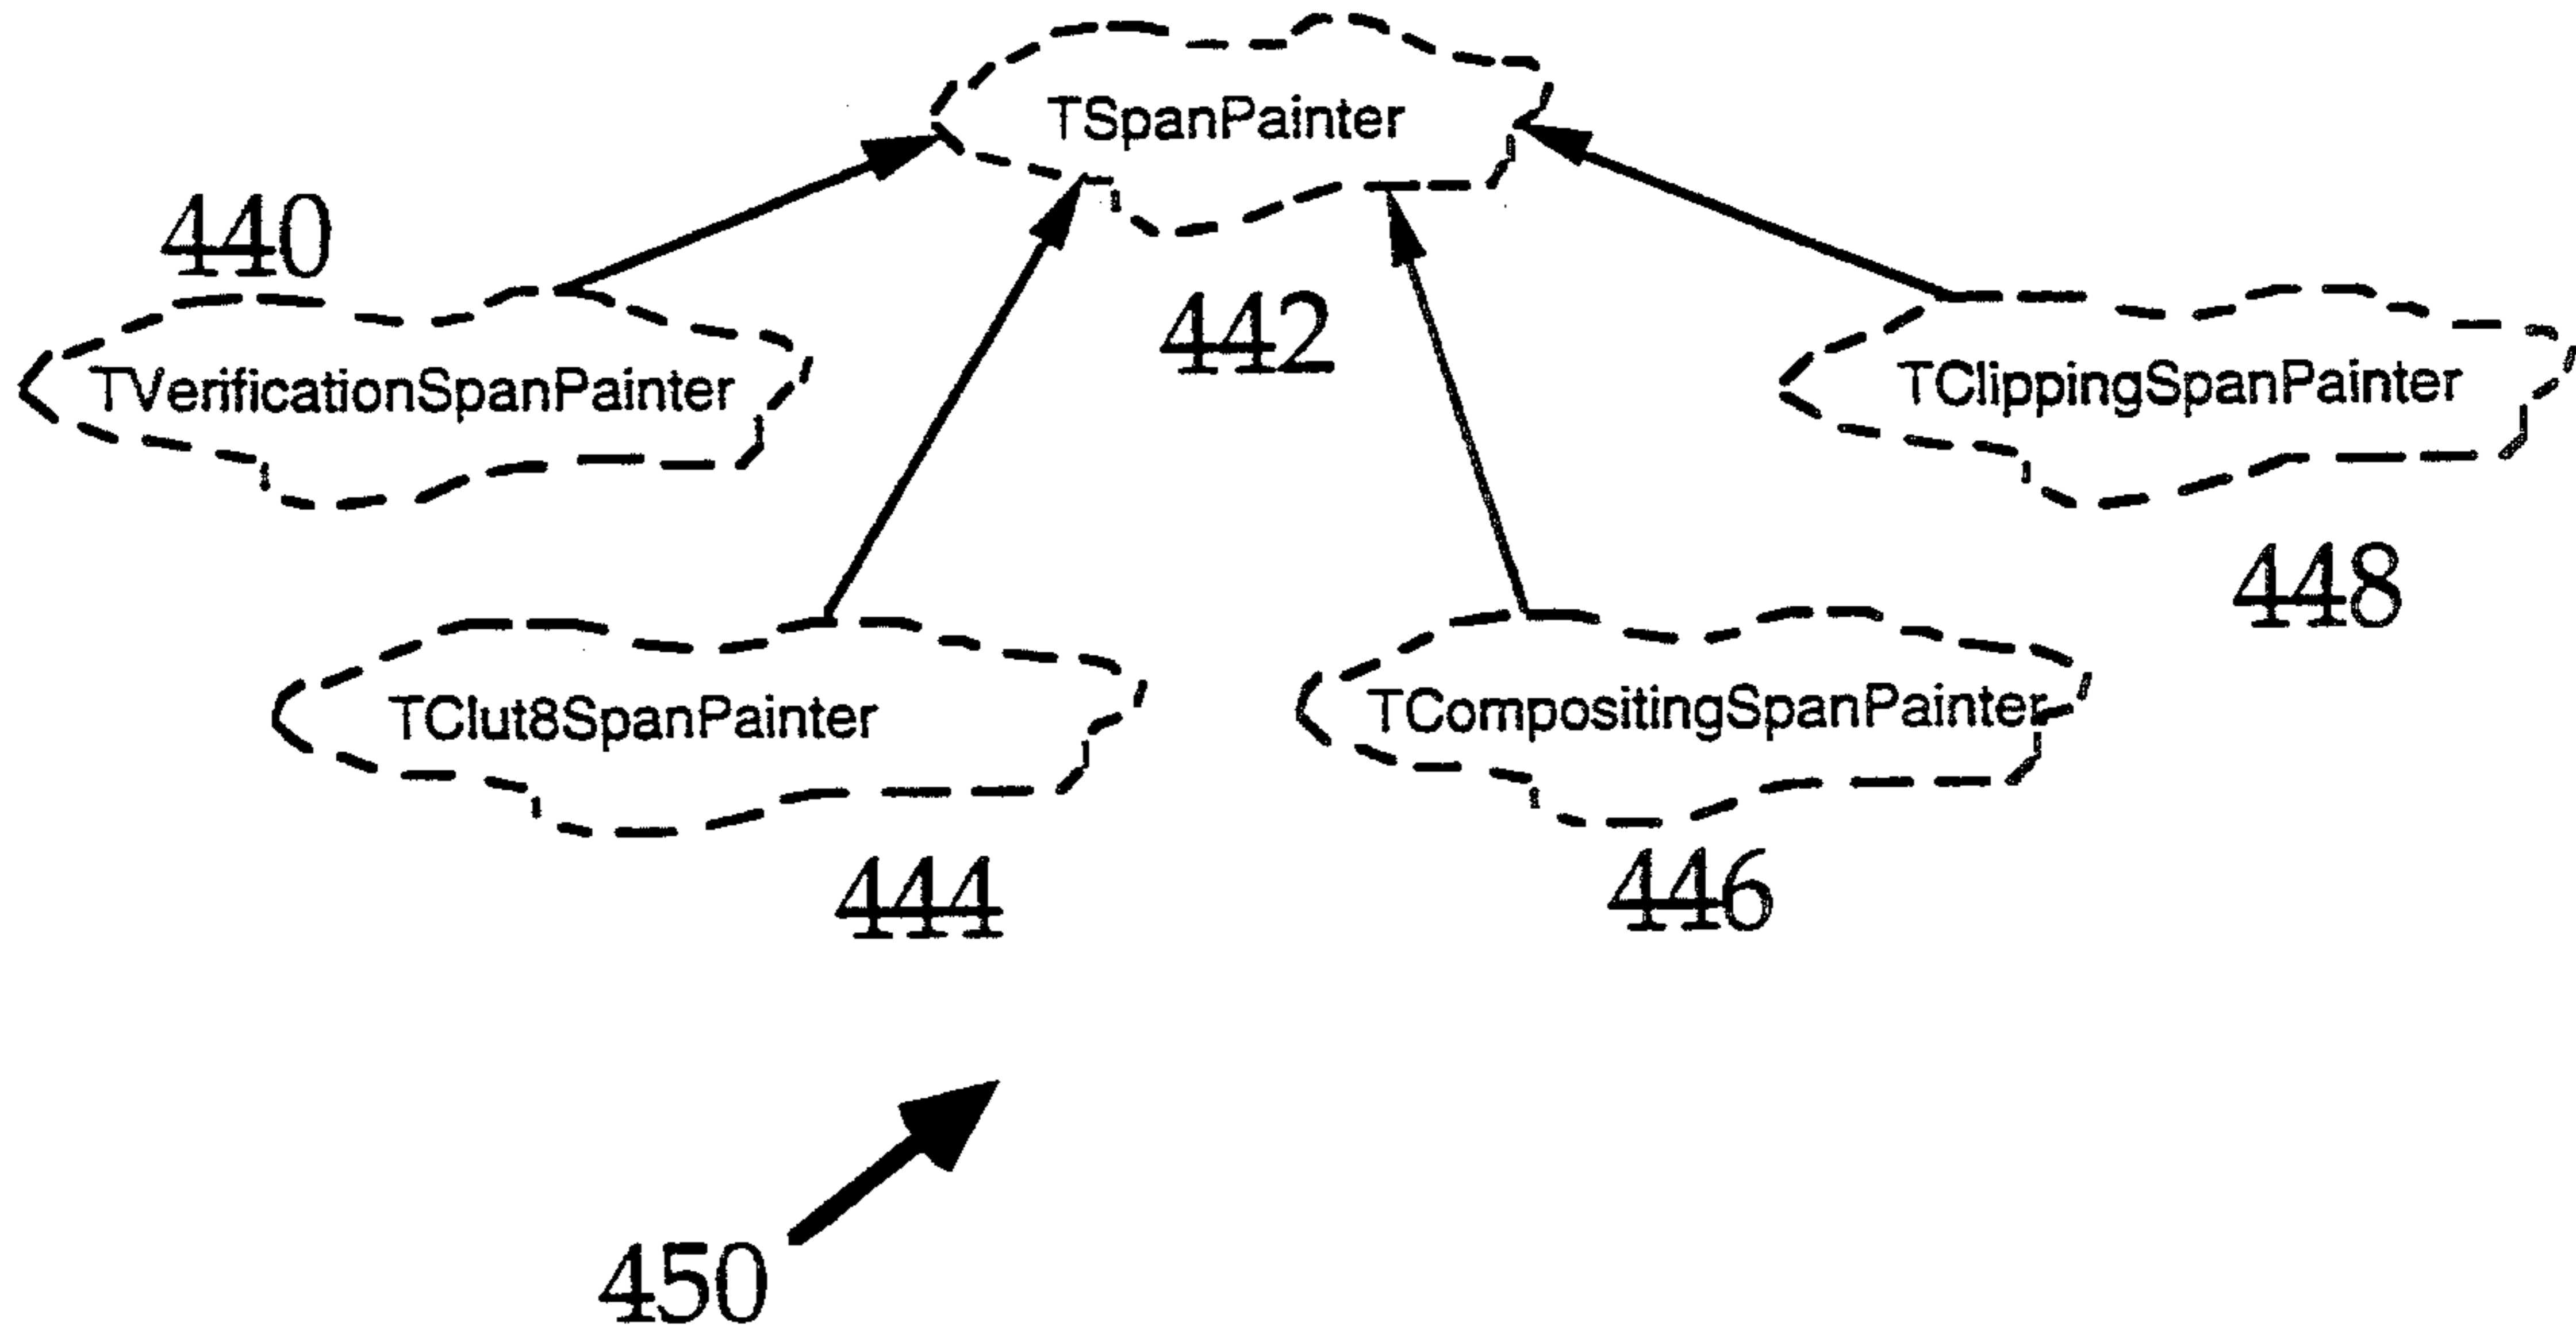 TSpanPainter
440
442
TVerificationSpanPainter
TClippingSpanPainter
448
TClut8SpanPainter
TCompositingSpanPainter
444
446
450